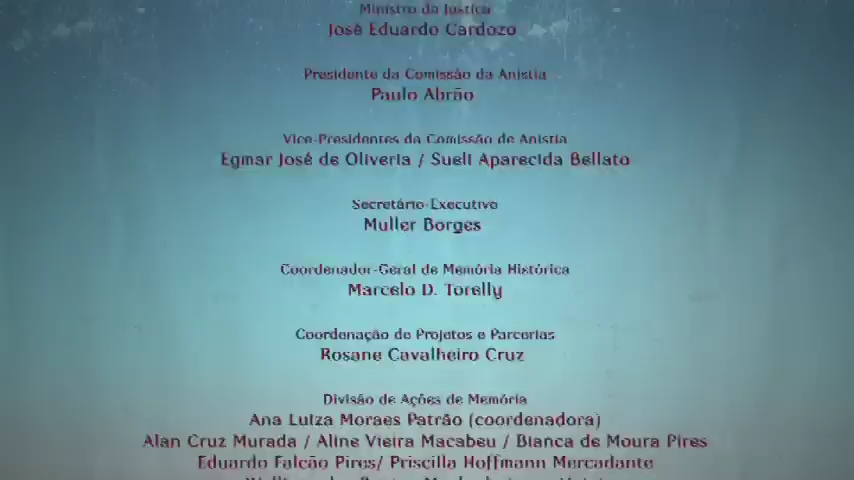 Ministro da Justiça
José Eduardo Cardozo
Presidente da Comissão da Anistia
Paulo Abrão
Vice-Presidentes da Comissão de Anistia
Egmar José de Oliveria / Sueli Aparecida Bellato
Secretário-Executivo
Muller Borges
Coordenador-Geral de Memória Histórica
Marcelo D. Torelly
Coordenação de Projetos e Parcerias
Rosane Cavalheiro Cruz
Divisão de Ações de Memória
Ana Luiza Moraes Patrão (coordenadora)
Alan Cruz Murada / Aline Vieira Macabeu / Bianca de Moura Pires
Eduardo Falcão Pires/ Priscilla Hoffmann Mercadante